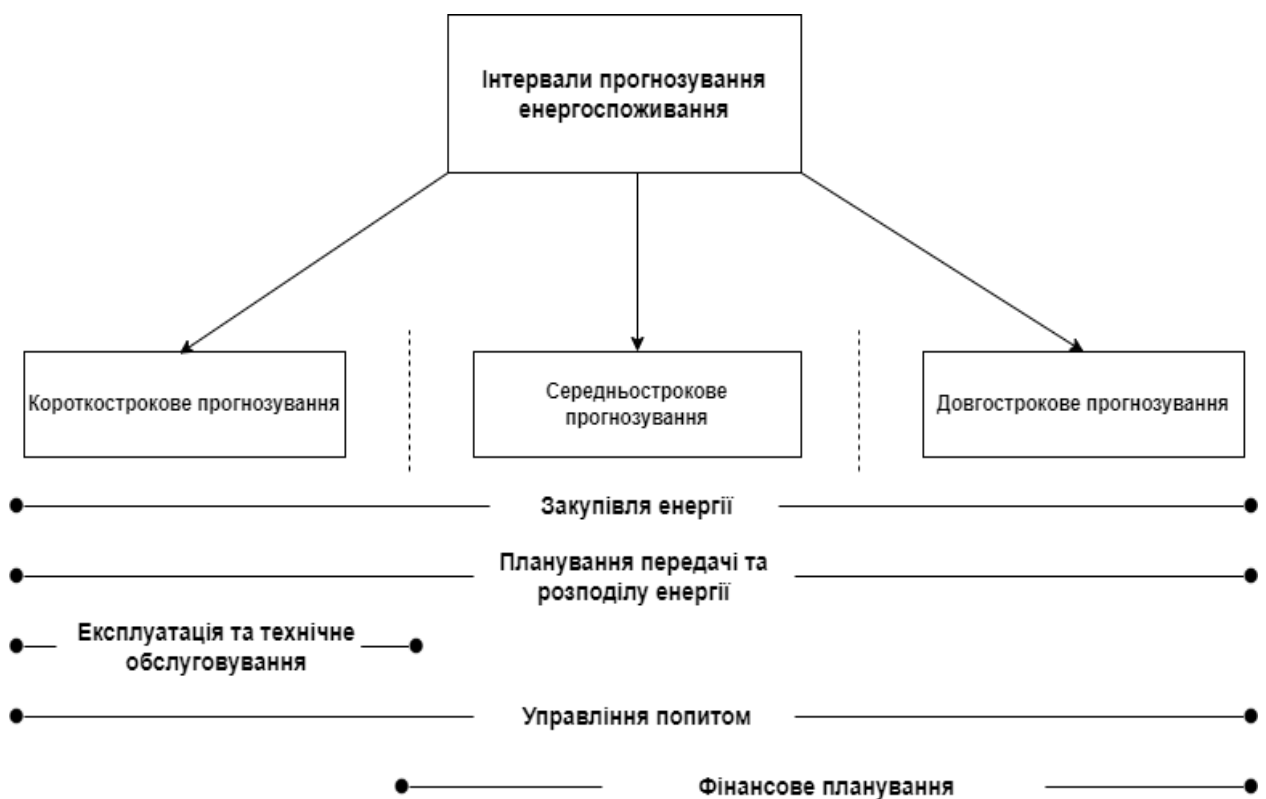 Інтервали прогнозування
енергоспоживання
Короткострокове прогнозування
Середньострокове
прогнозування
Довгострокове прогнозування
Закупівля енергії
Планування передачі та
розподілу енергії
Експлуатація та технічне
обслуговування
Управління попитом
Фінансове планування